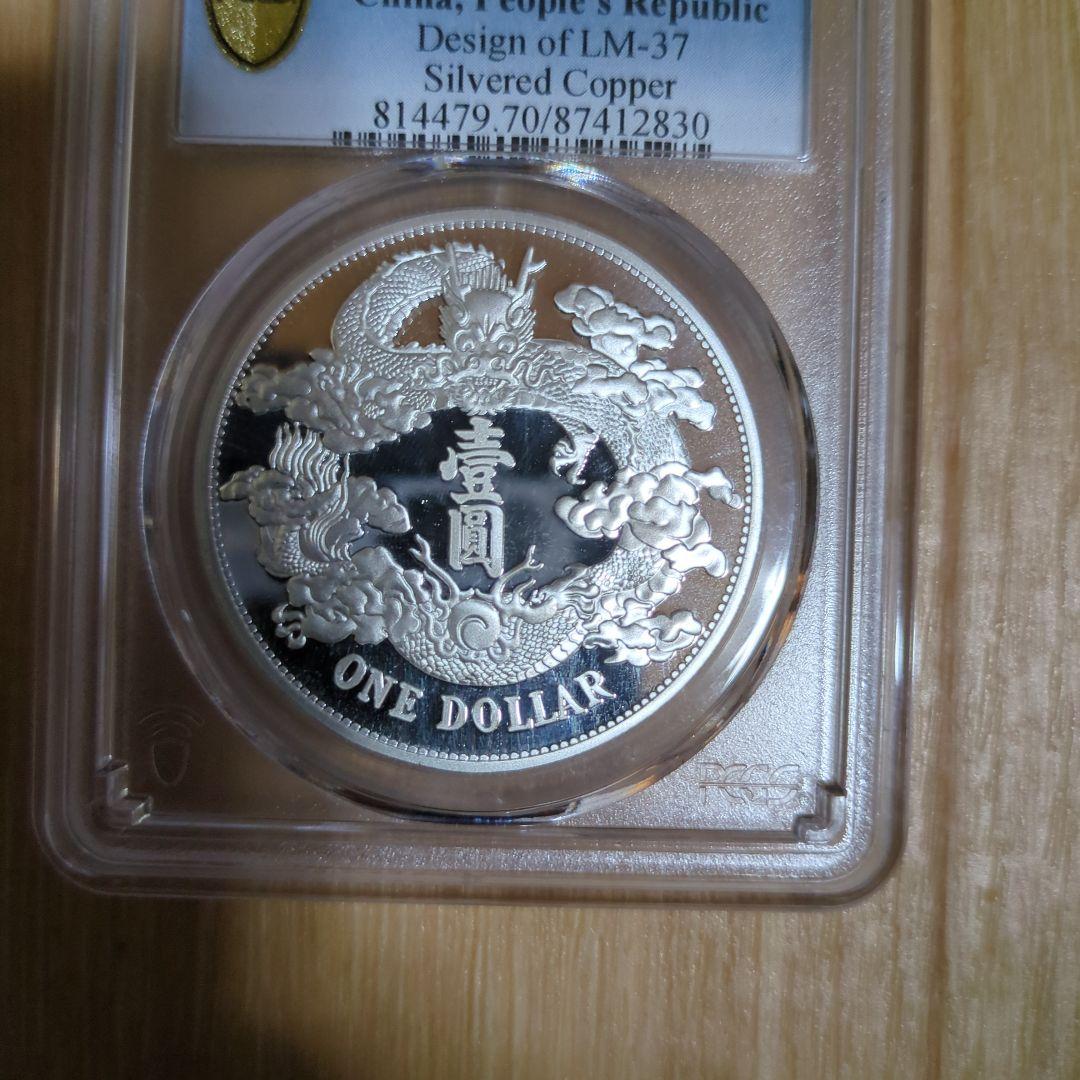 China, People's Republic
Design of LM-37
Silvered Copper
814479.70/87412830
壹
圓
ONE DOLLAR
PCGS